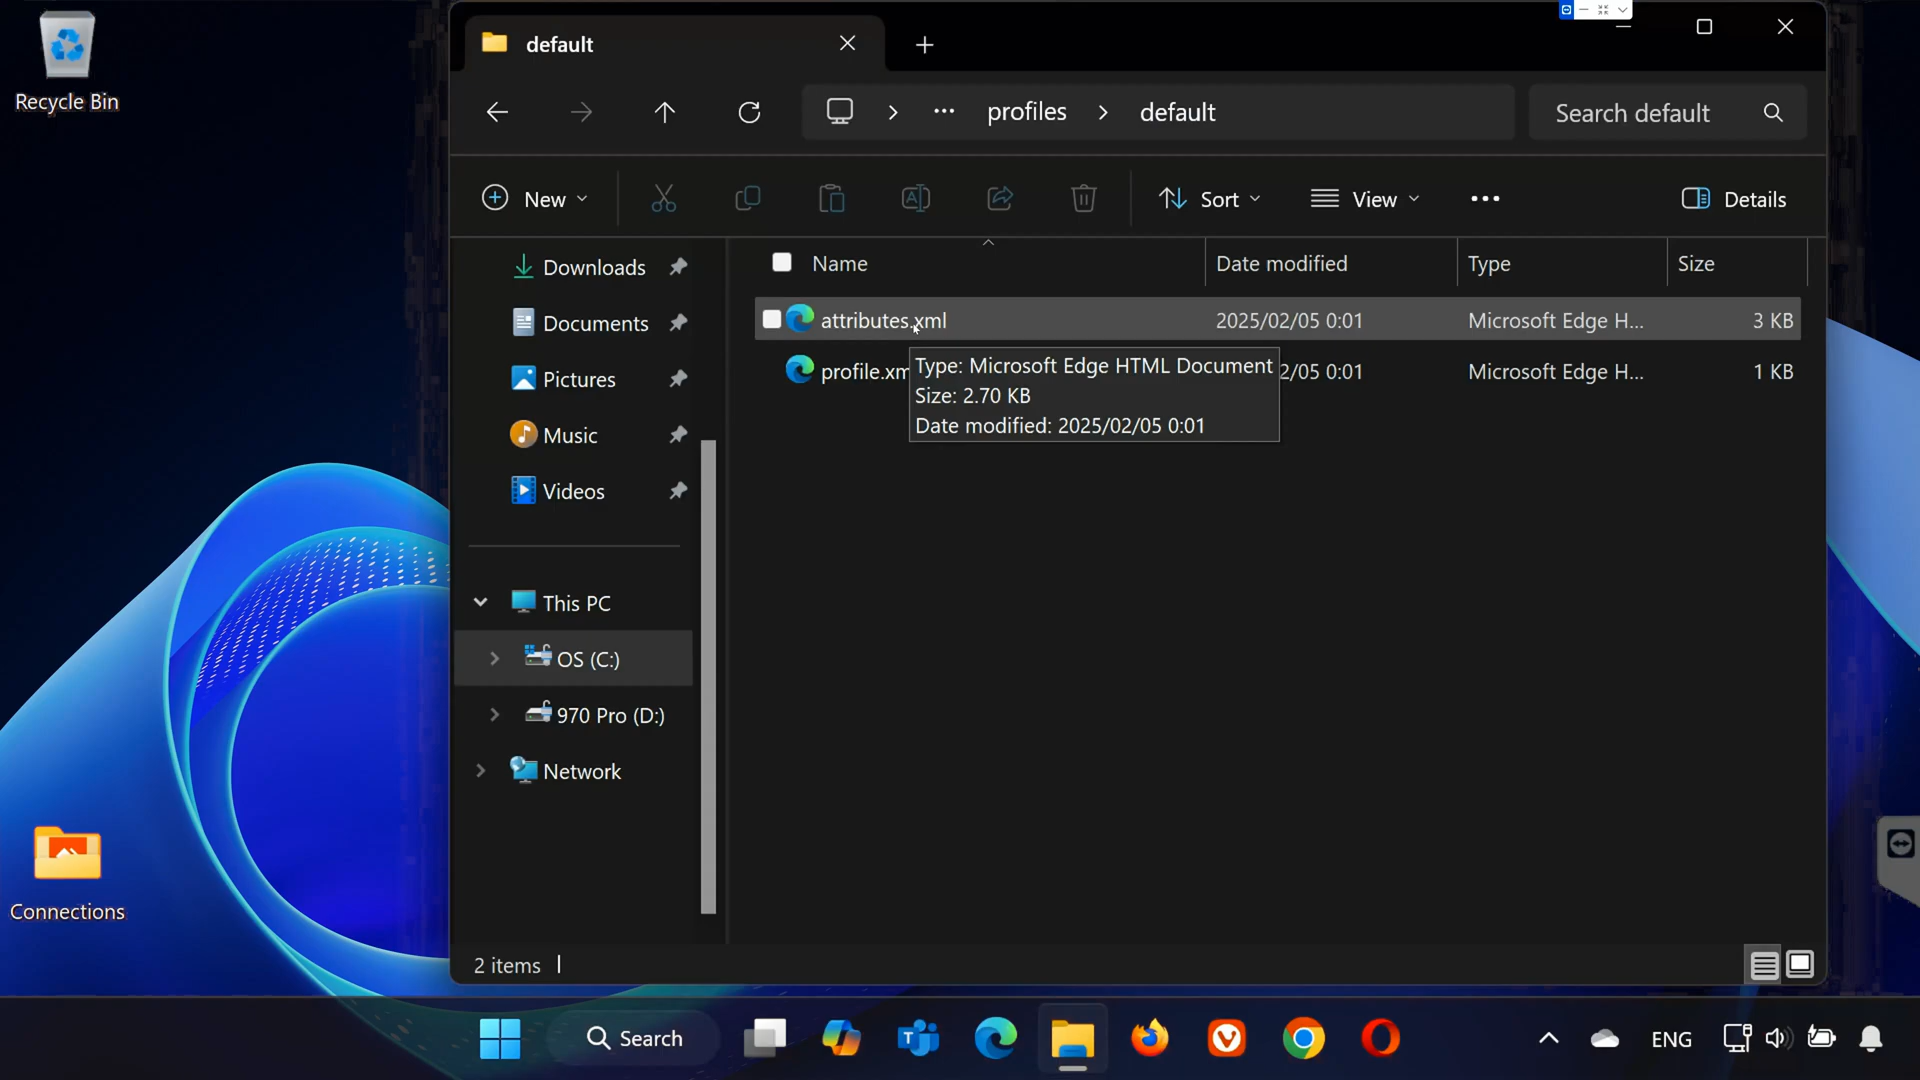 Recycle Bin
default
profiles
default
Search default
New
Sort
View
Details
Downloads
Documents
Pictures
Music
Videos
This PC
OS (C:)
970 Pro (D:)
Network
Name
Date modified
Type
Size
attributes.xml
2025/02/05 0:01
Microsoft Edge H...
3 KB
profile.xm
2/05 0:01
Microsoft Edge H...
1 KB
Type: Microsoft Edge HTML Document
Size: 2.70 KB
Date modified: 2025/02/05 0:01
Connections
2 items
Search
ENG